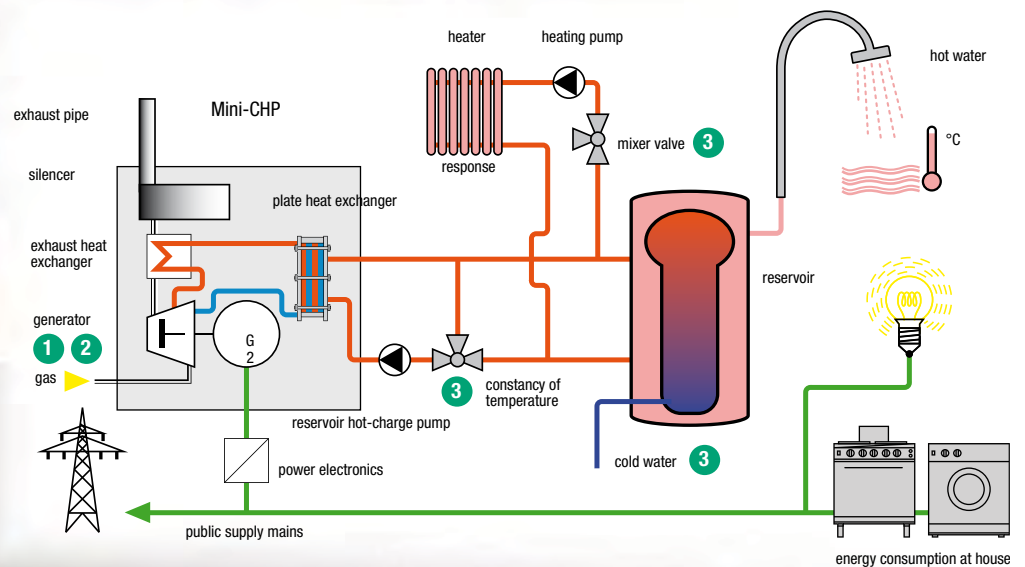 heater
heating pump
hot water
exhaust pipe
Mini-CHP
mixer valve 3
°C
response
silencer
plate heat exchanger
exhaust heat
exchanger
reservoir
generator
1 2
G
2
gas
3
constancy of
temperature
reservoir hot-charge pump
power electronics
cold water 3
public supply mains
energy consumption at house